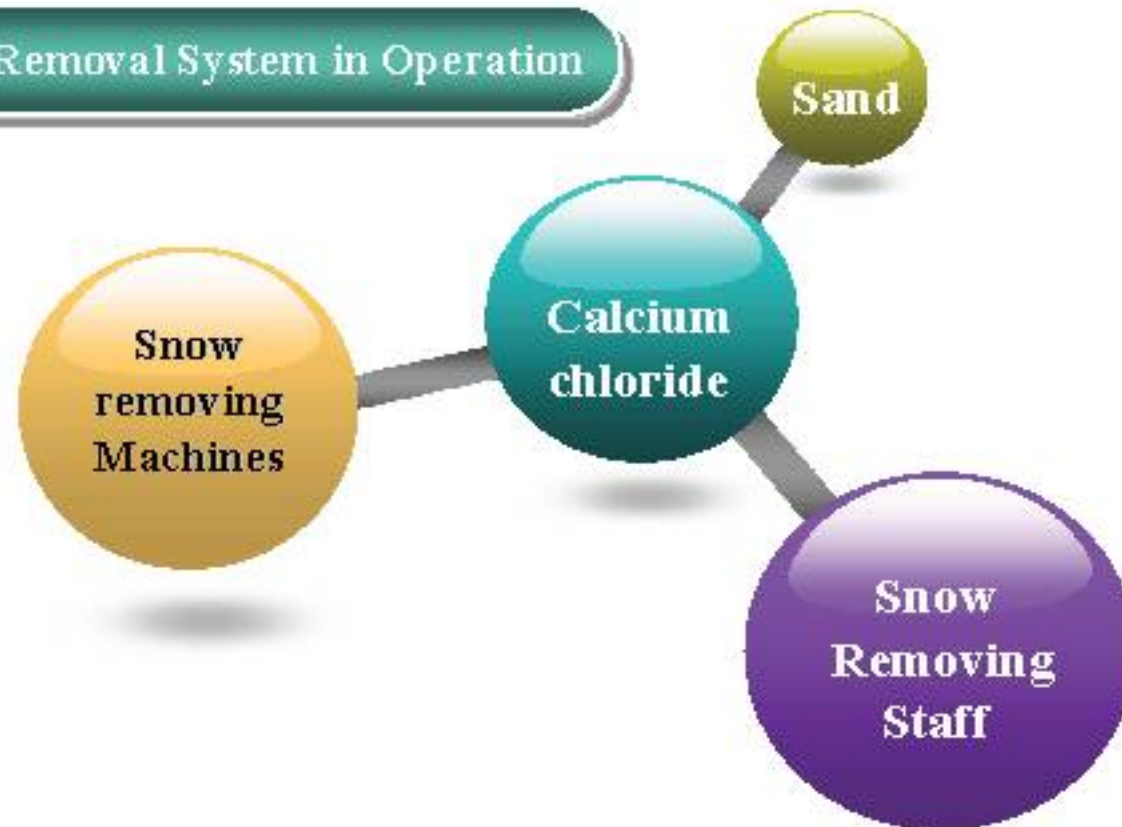 Removal System in Operation
Sand
Calcium
chloride
Snow
removing
Machines
Snow
Removing
Staff